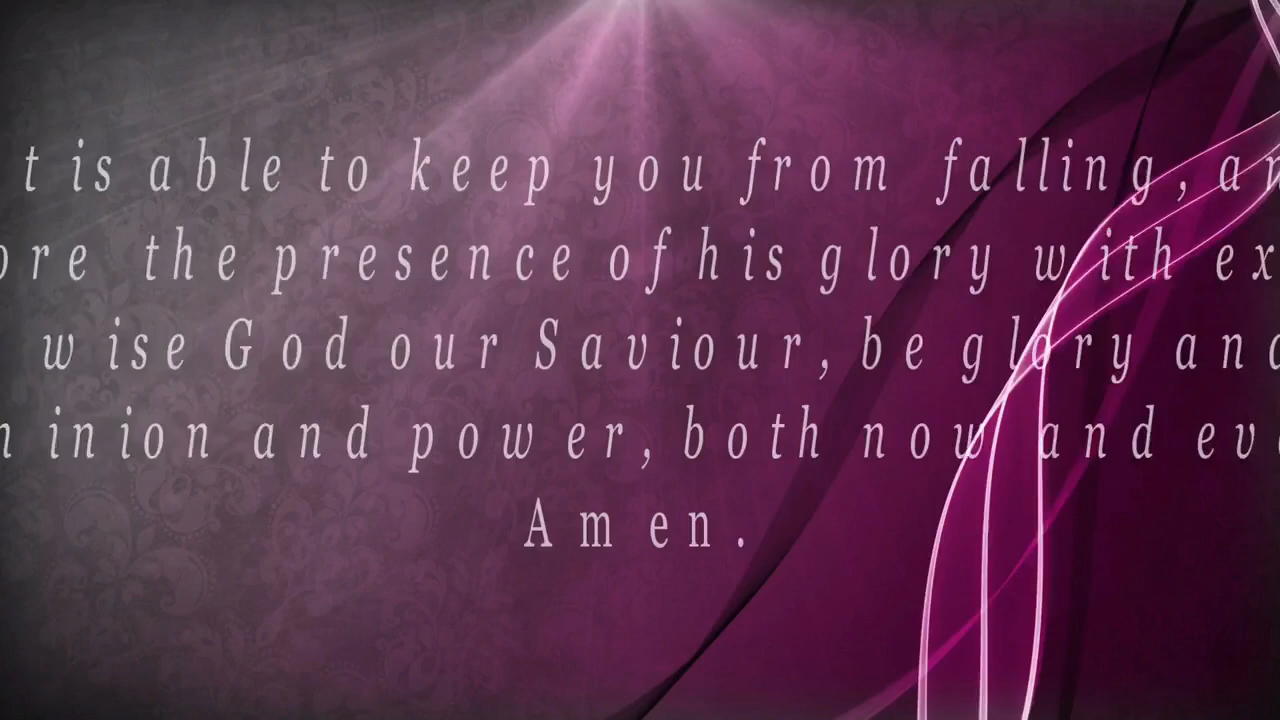 t is able to keep you from falling, an
ore the presence of his glory with ex
wise God our Saviour, be glory and
inion and power, both now and eve
Amen.